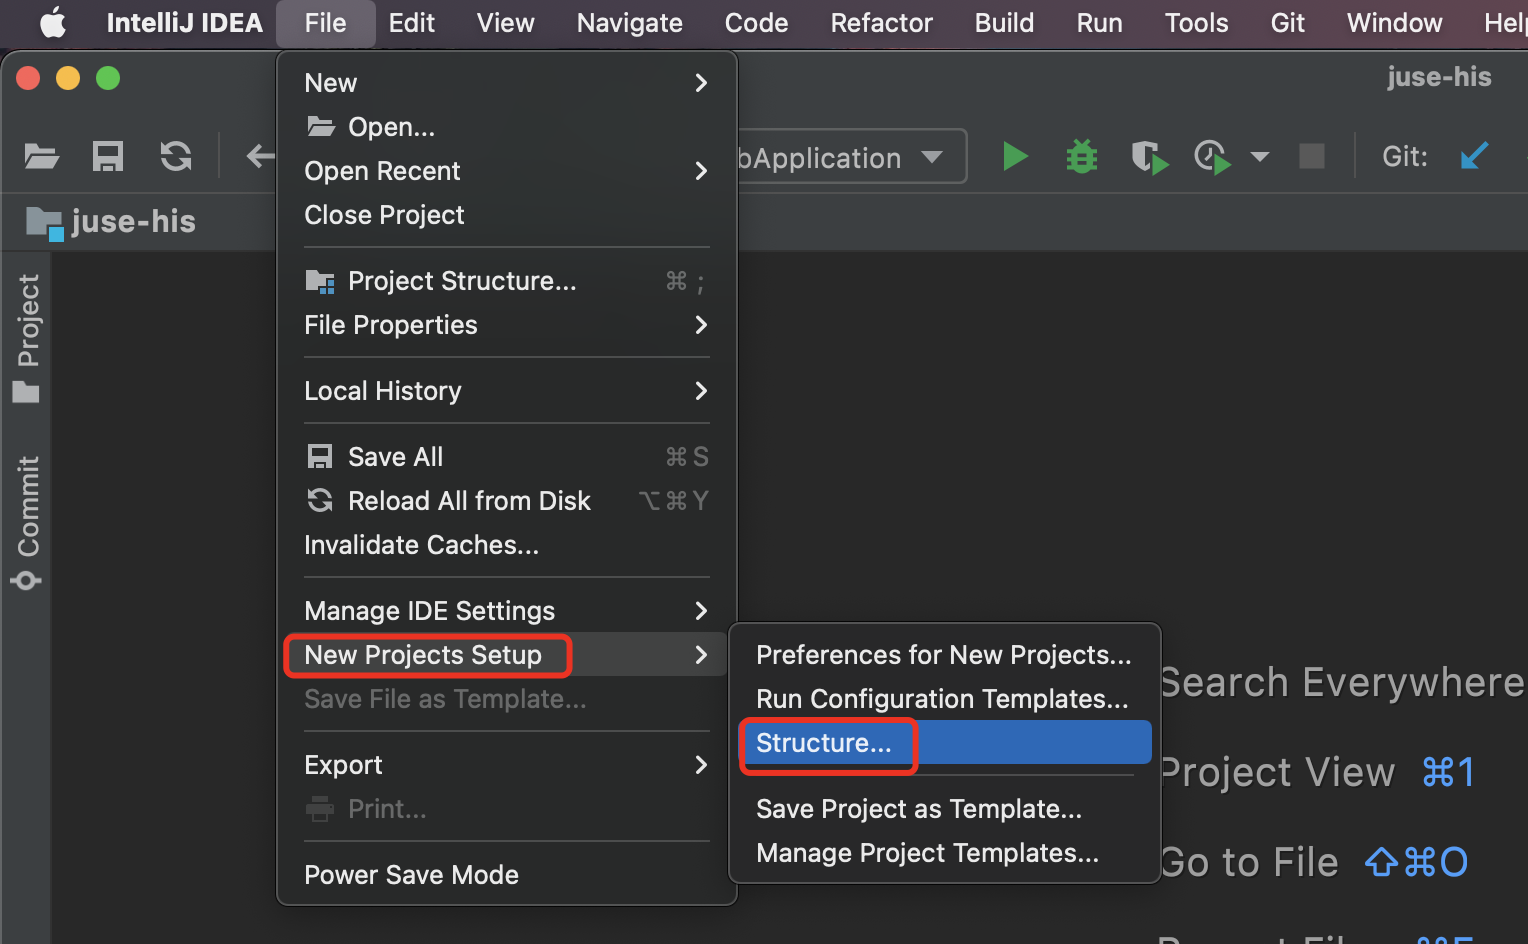 IntelliJ IDEA File Edit View Navigate Code Refactor Build Run Tools Git Window
juse-his
bApplication
Git:
juse-his
Project
Commit
New
Open...
Open Recent
Close Project
Project Structure... ⌘ ;
File Properties
Local History
Save All ⌘ S
Reload All from Disk ⌥⌘ Y
Invalidate Caches...
Manage IDE Settings
New Projects Setup
Save File as Template...
Export
Print...
Power Save Mode
Preferences for New Projects...
Run Configuration Templates...
Structure...
Save Project as Template...
Manage Project Templates...
Search Everywhere
Project View ⌘1
Go to File ⇧⌘O